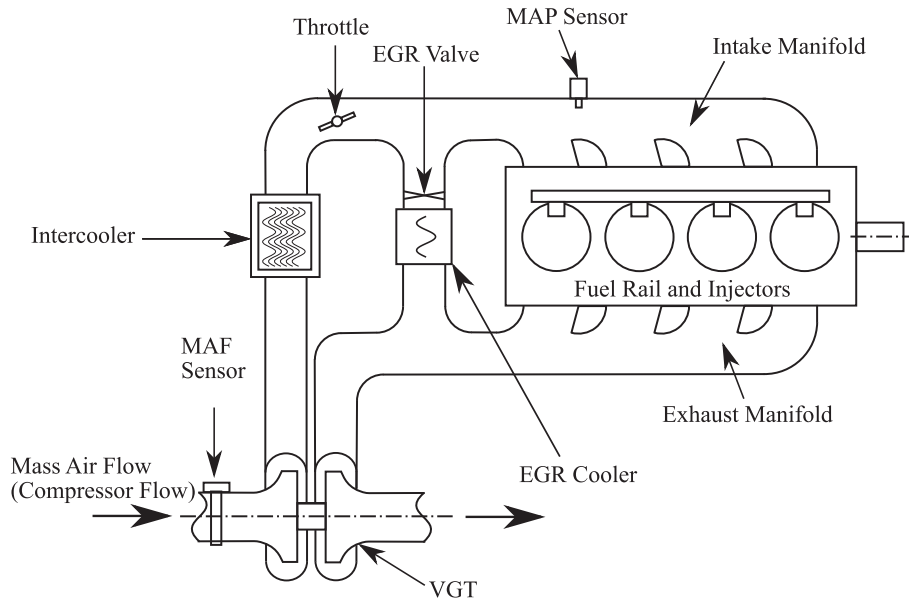 MAP Sensor
Throttle
EGR Valve
Intake Manifold
Intercooler
Fuel Rail and Injectors
MAF
Sensor
Exhaust Manifold
Mass Air Flow
(Compressor Flow)
EGR Cooler
VGT